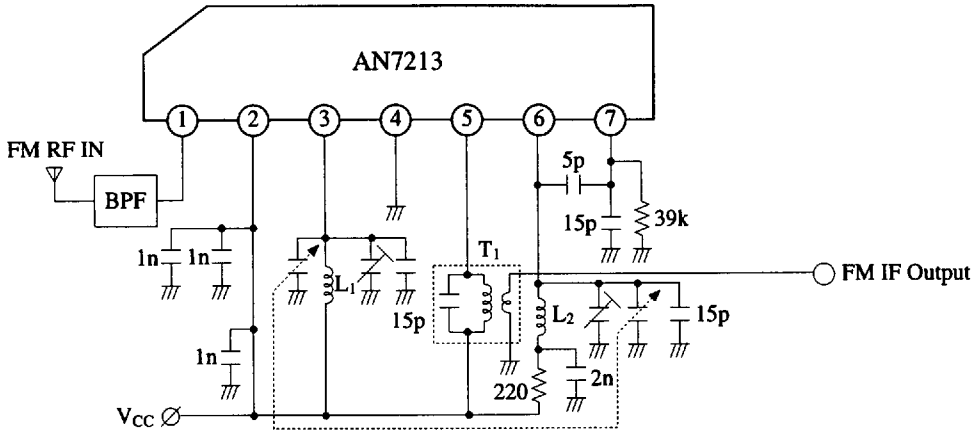 AN7213
1 2 3 4 5 6 7
FM RF IN
BPF
5p
15p
39k
1n
1n
T1
L1
15p
FM IF Output
L2
15p
1n
220
2n
VCC